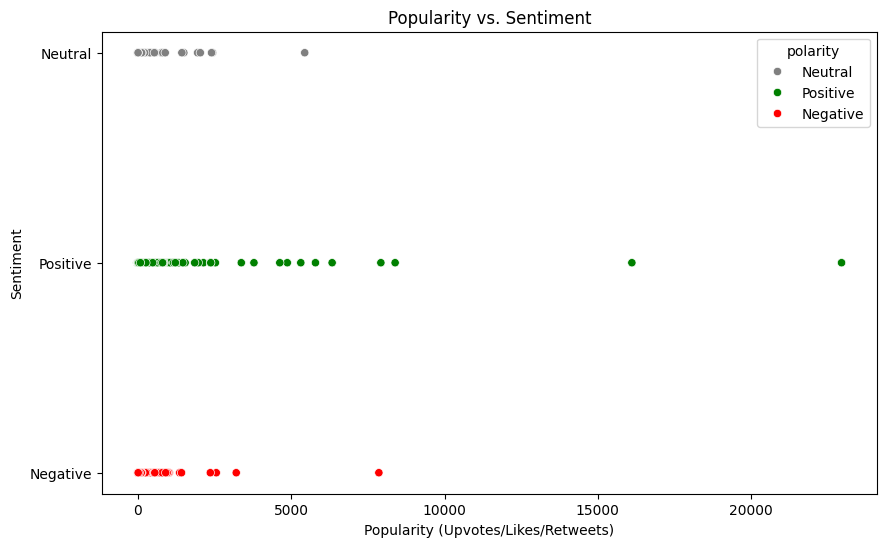 Popularity vs. Sentiment
polarity
Neutral
Positive
Negative
Sentiment
Neutral
Positive
Negative
0 5000 10000 15000 20000
Popularity (Upvotes/Likes/Retweets)